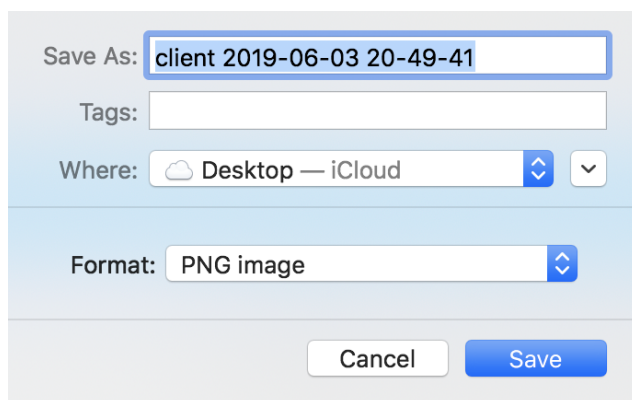 Save As: client 2019-06-03 20-49-41
Tags:
Where: Desktop — iCloud
Format: PNG image
Cancel Save